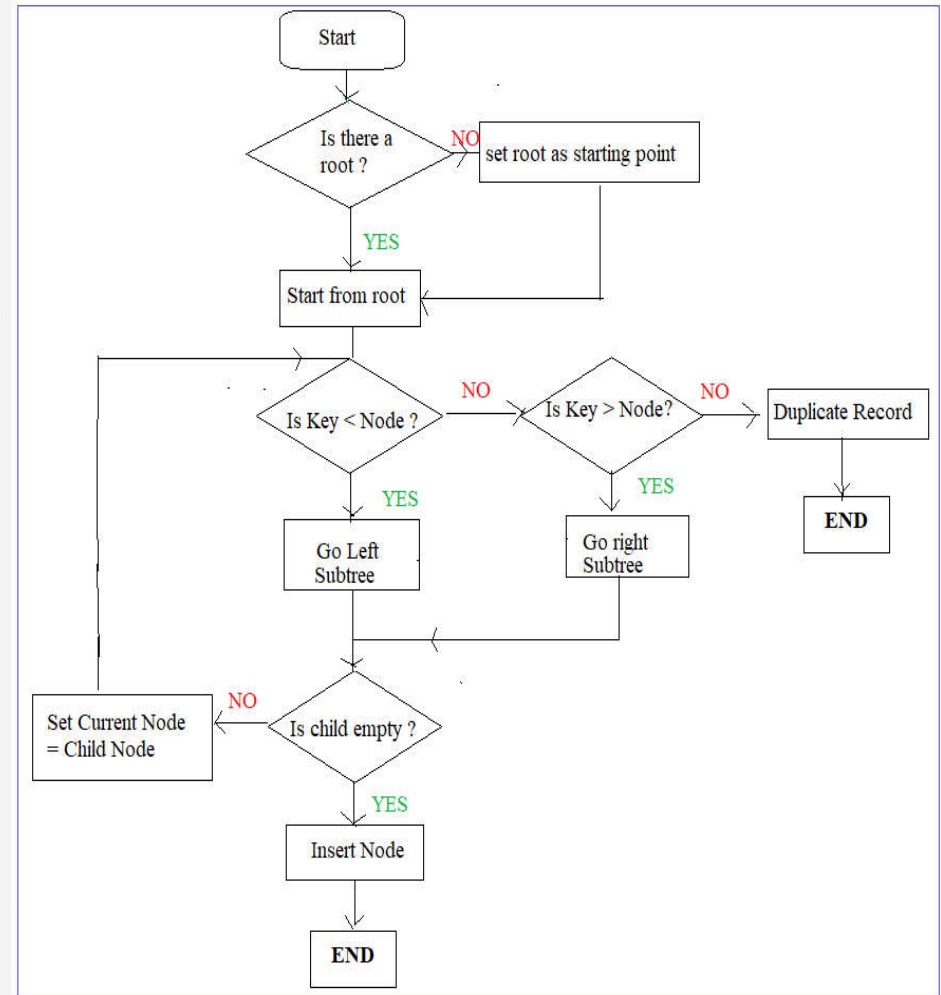 Start
Is there a
root ?
NO
set root as starting point
YES
Start from root
Is Key < Node ?
NO
Is Key > Node?
NO
Duplicate Record
YES
YES
END
Go Left
Subtree
Go right
Subtree
Is child empty ?
NO
Set Current Node
= Child Node
YES
Insert Node
END